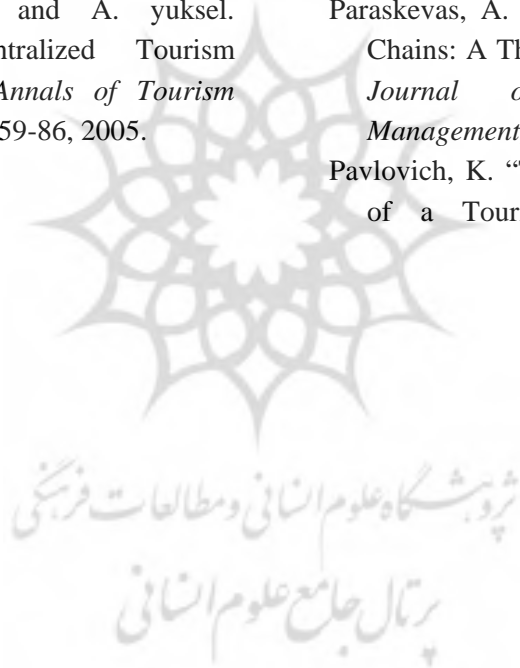 and A. yuksel.
ntralized Tourism
Annals of Tourism
59-86, 2005.
Paraskevas, A.
Chains: A Th
Journal o
Management
Pavlovich, K. “T
of a Tour
پژوهشگاه علوم انسانی و مطالعات فرهنگی
پرتال جامع علوم انسانی